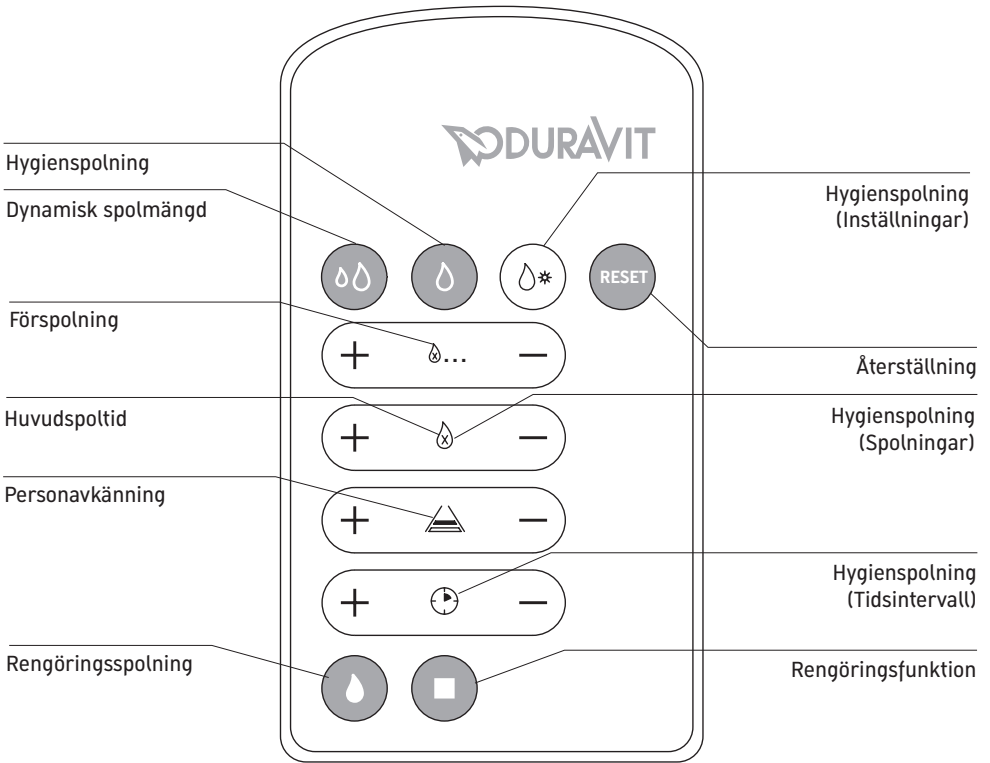 DURAVIT
Hygienspolning
Dynamisk spolmängd
Hygienspolning
(Inställningar)
RESET
Förspolning
+ x... −
Återställning
Huvudspoltid
Hygienspolning
(Spolningar)
+ x −
Personavkänning
+ −
Hygienspolning
(Tidsintervall)
+ −
Rengöringsspolning
Rengöringsfunktion